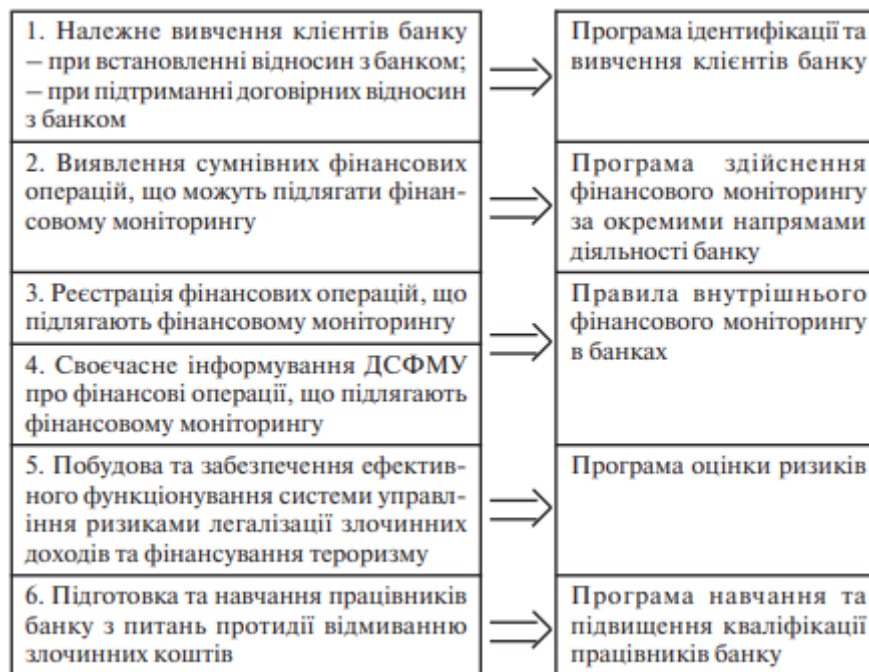 1. Належне вивчення клієнтів банку
– при встановленні відносин з банком;
– при підтриманні договірних відносин
з банком
Програма ідентифікації та
вивчення клієнтів банку
2. Виявлення сумнівних фінансових
операцій, що можуть підлягати фінан-
совому моніторингу
Програма здійснення
фінансового моніторингу
за окремими напрямами
діяльності банку
3. Реєстрація фінансових операцій, що
підлягають фінансовому моніторингу
4. Своєчасне інформування ДСФМУ
про фінансові операції, що підлягають
фінансовому моніторингу
Правила внутрішнього
фінансового моніторингу
в банках
5. Побудова та забезпечення ефектив-
ного функціонування системи управл-
іння ризиками легалізації злочинних
доходів та фінансування тероризму
Програма оцінки ризиків
6. Підготовка та навчання працівників
банку з питань протидії відмиванню
злочинних коштів
Програма навчання та
підвищення кваліфікації
працівників банку